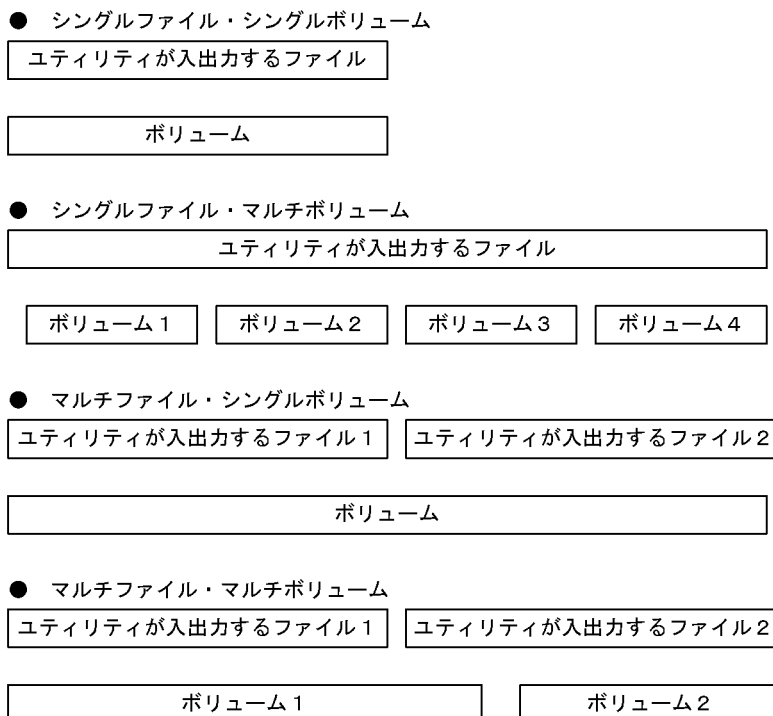 ● シングルファイル・シングルボリューム
ユティリティが入出力するファイル
ボリューム
● シングルファイル・マルチボリューム
ユティリティが入出力するファイル
ボリューム１ ボリューム２ ボリューム３ ボリューム４
● マルチファイル・シングルボリューム
ユティリティが入出力するファイル１ ユティリティが入出力するファイル２
ボリューム
● マルチファイル・マルチボリューム
ユティリティが入出力するファイル１ ユティリティが入出力するファイル２
ボリューム１ ボリューム２